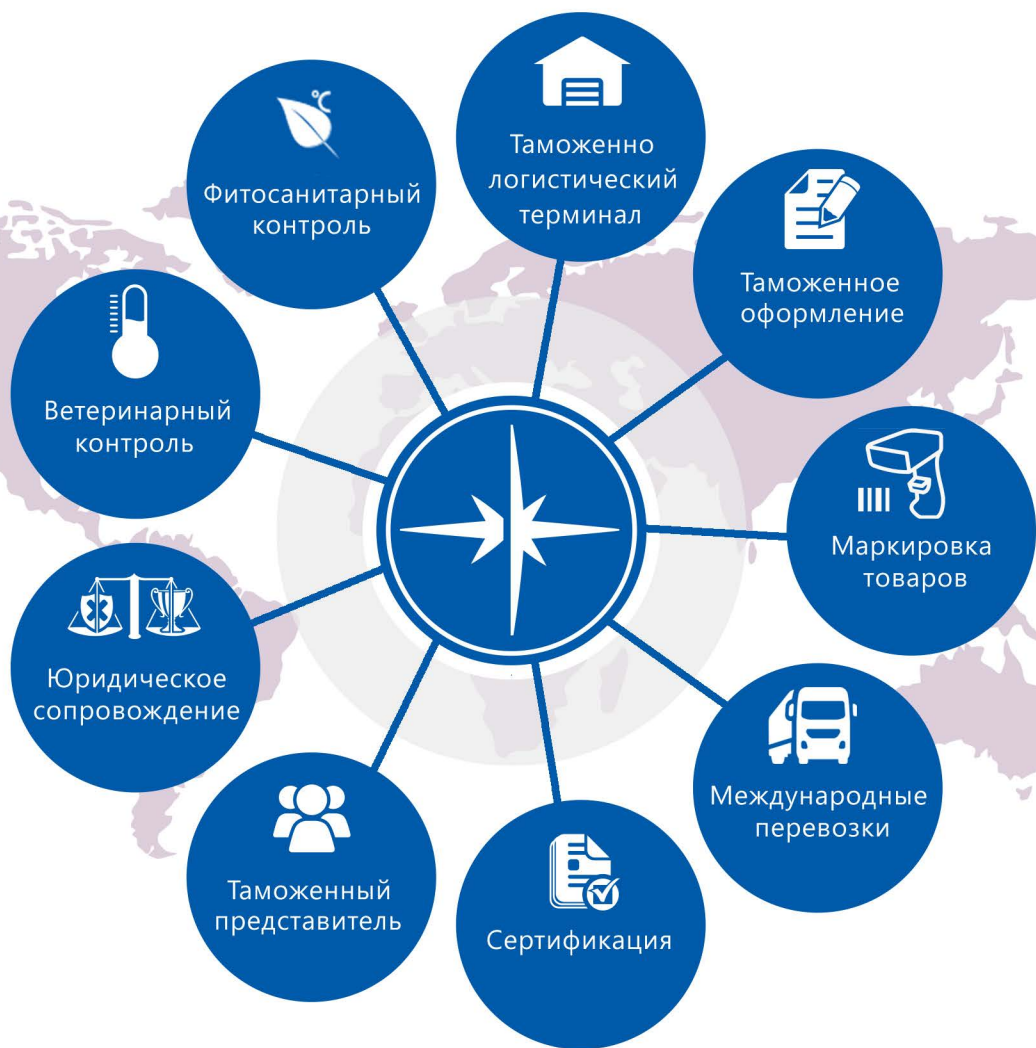 °C
Фитосанитарный
контроль
Таможенно
логистический
терминал
Таможенное
оформление
Маркировка
товаров
Международные
перевозки
Сертификация
Таможенный
представитель
Юридическое
сопровождение
Ветеринарный
контроль